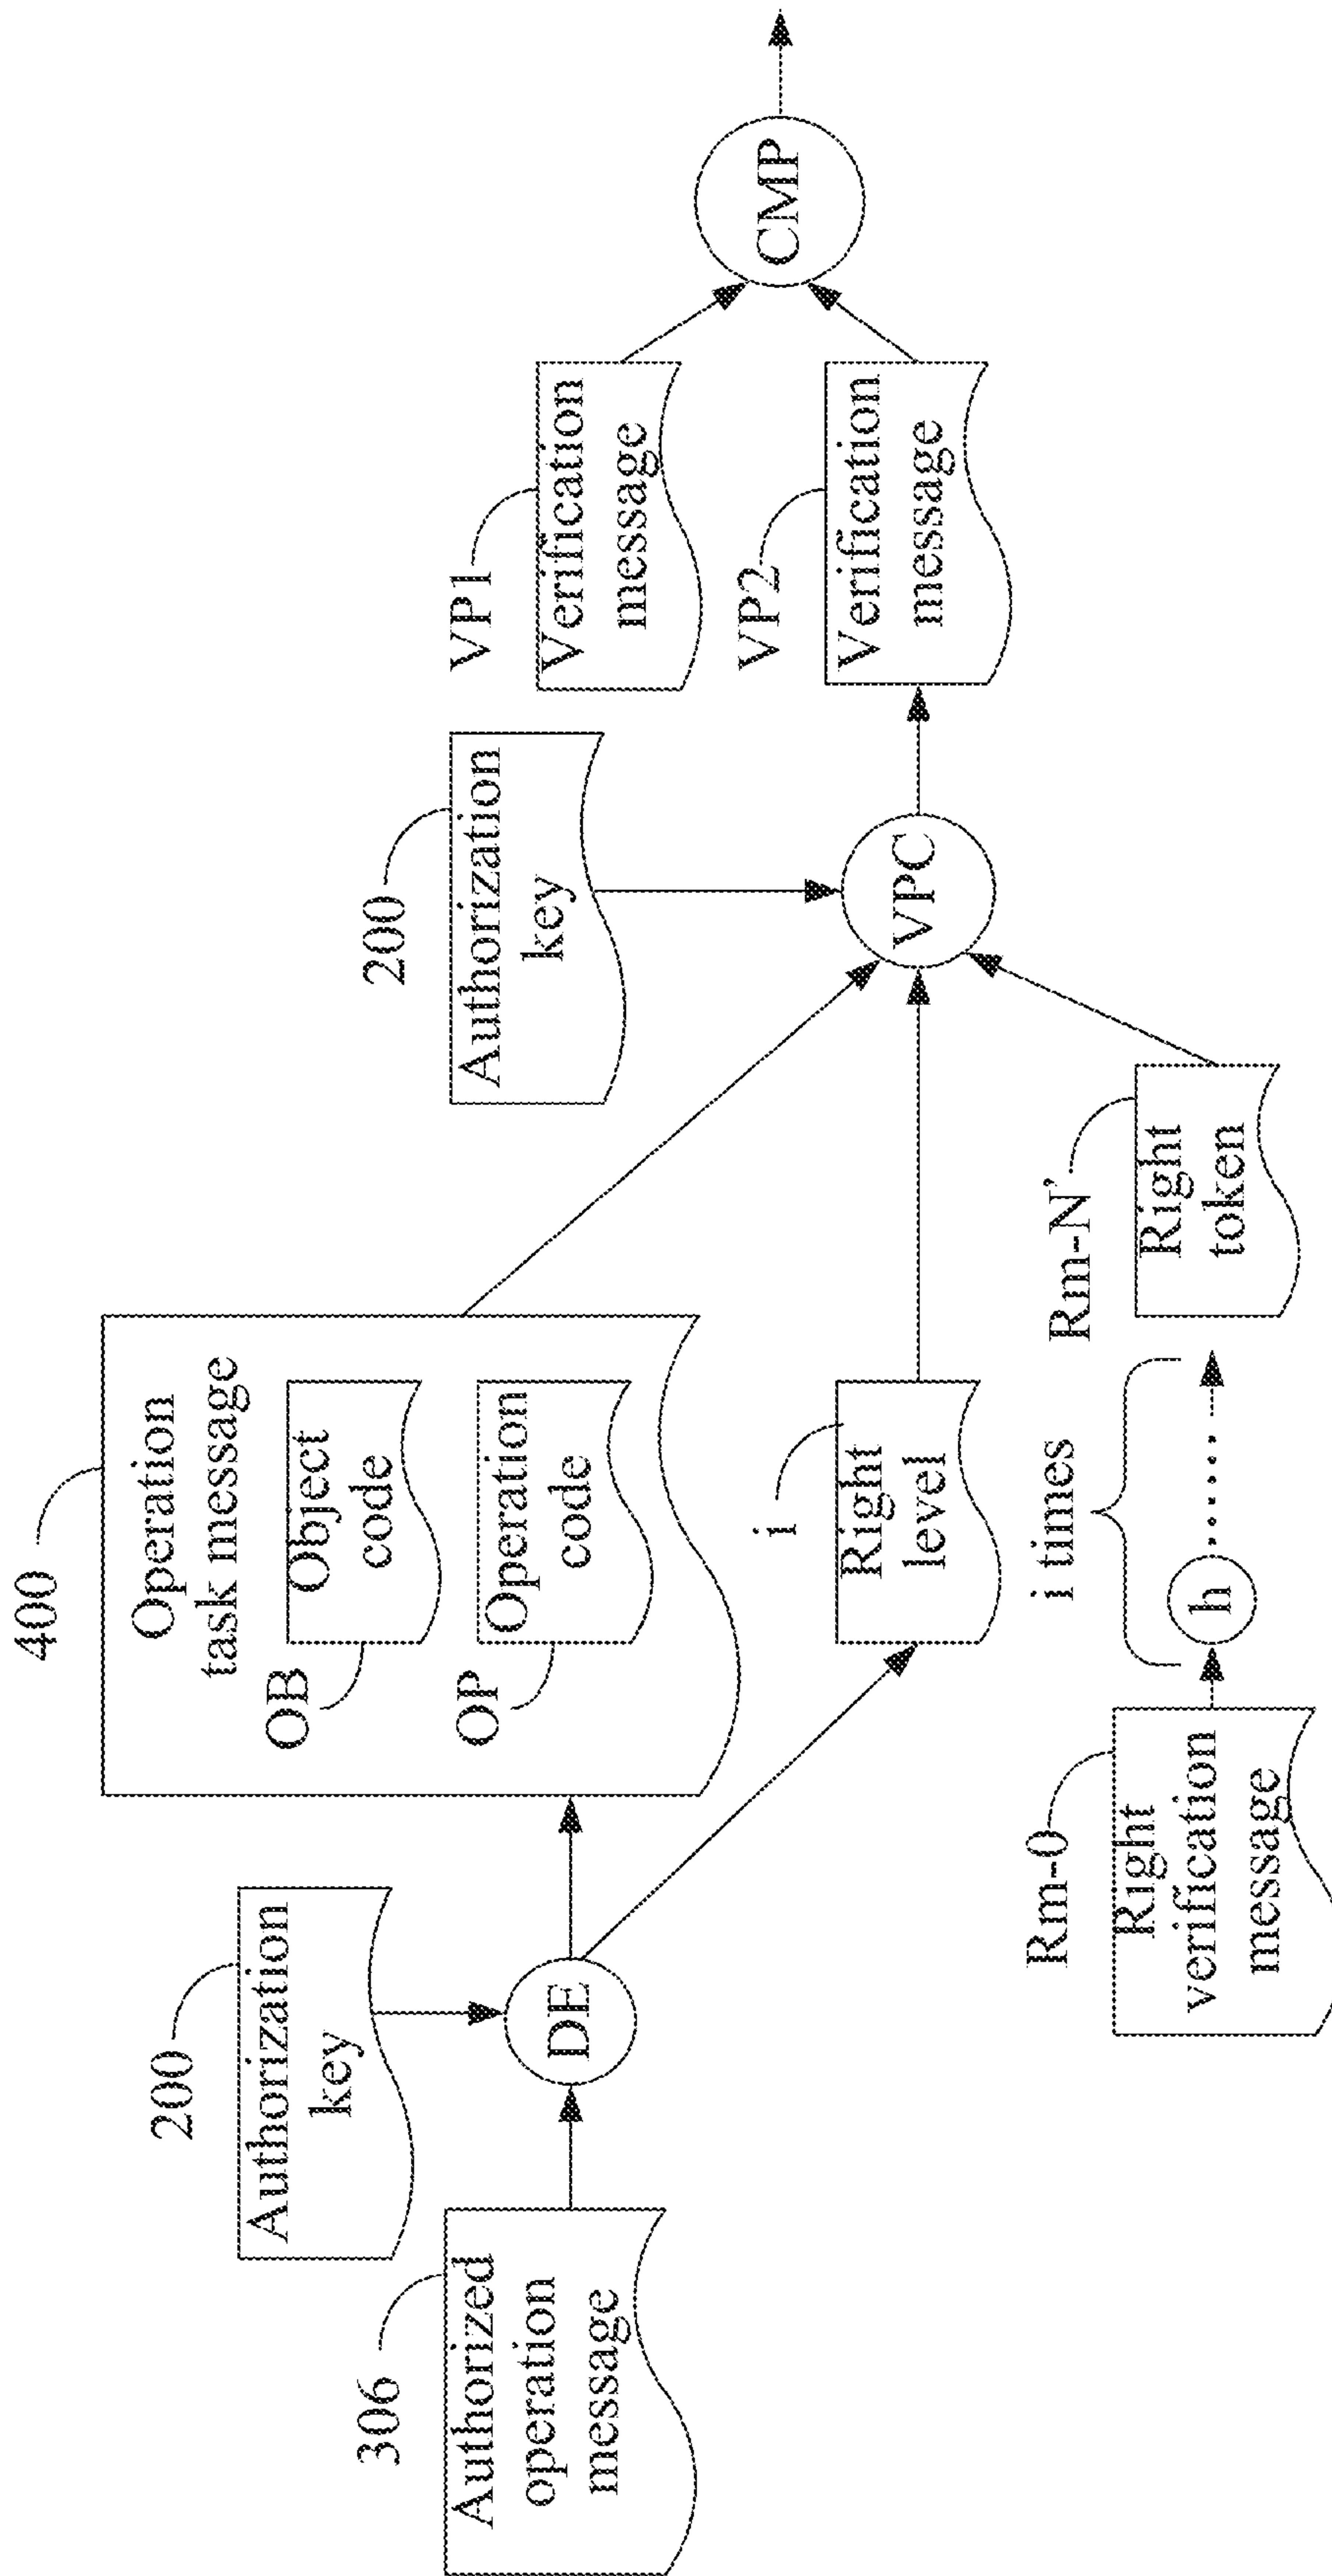 306
Authorized
operation
message
200
Authorization
key
DE
400
Operation
task message
OB
Object
code
OP
Operation
code
i
Right
level
Rm-0
Right
verification
message
h
......
i times
Rm-N'
Right
token
200
Authorization
key
VPC
VP1
Verification
message
VP2
Verification
message
CMP